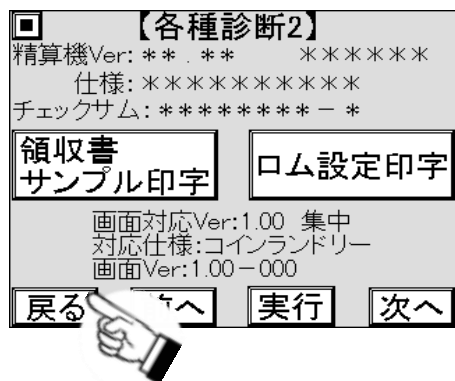 【各種診断2】
精算機Ver: ** . ** ******
仕様: **********
チェックサム: ********ー *
領収書
サンプル印字
ロム設定印字
画面対応Ver:1.00 集中
対応仕様:コインランドリー
画面Ver:1.00−000
戻る へ 実行 次へ